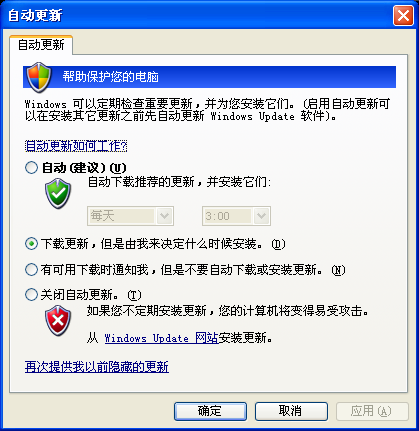 自动更新
自动更新
帮助保护您的电脑
Windows 可以定期检查重要更新，并为您安装它们。(启用自动更新可
以在安装其它更新之前先自动更新 Windows Update 软件)。
自动更新如何工作?
自动(建议)(U)
自动下载推荐的更新，并安装它们:
每天 3:00
下载更新，但是由我来决定什么时候安装。(D)
有可用下载时通知我，但是不要自动下载或安装更新。(N)
关闭自动更新。(T)
如果您不定期安装更新，您的计算机将变得易受攻击。
从 Windows Update 网站安装更新。
再次提供我以前隐藏的更新
确定 取消 应用(A)